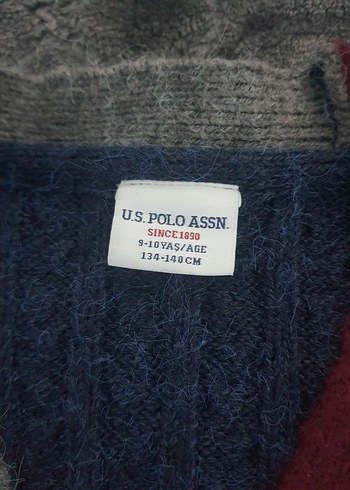 U.S. POLO ASSN.
SINCE 1890
9-10 YAŞ/AGE
134-140 CM